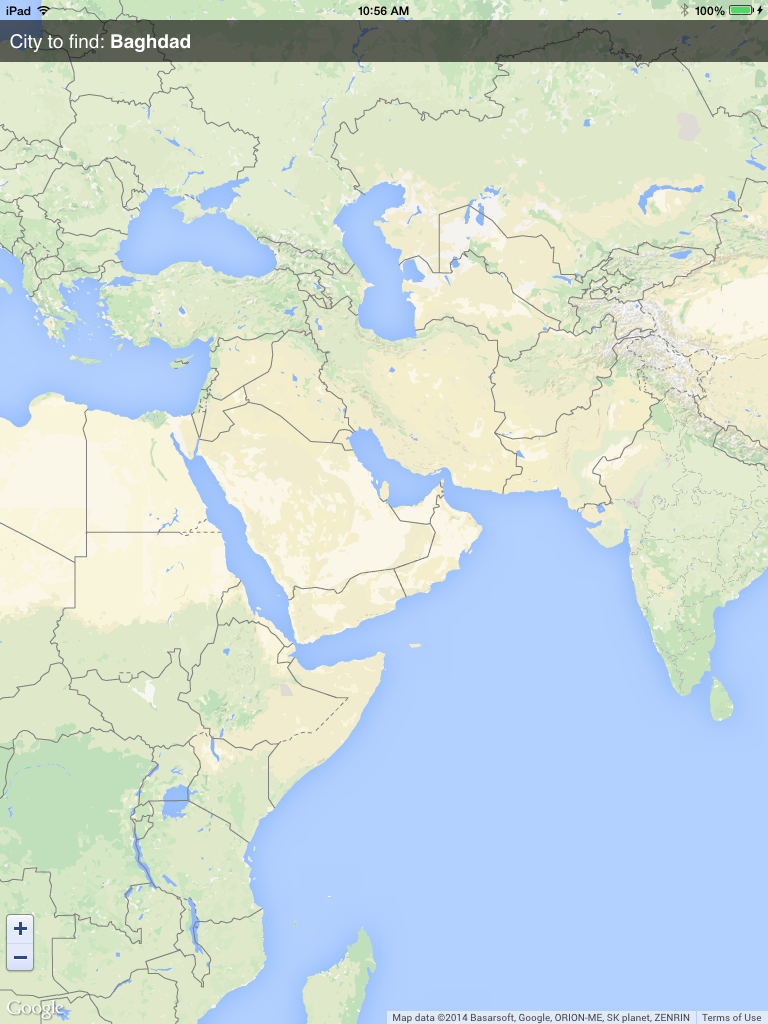 iPad 10:56 AM 100%
City to find: Baghdad
+
−
Google
Map data ©2014 Basarsoft, Google, ORION-ME, SK planet, ZENRIN Terms of Use